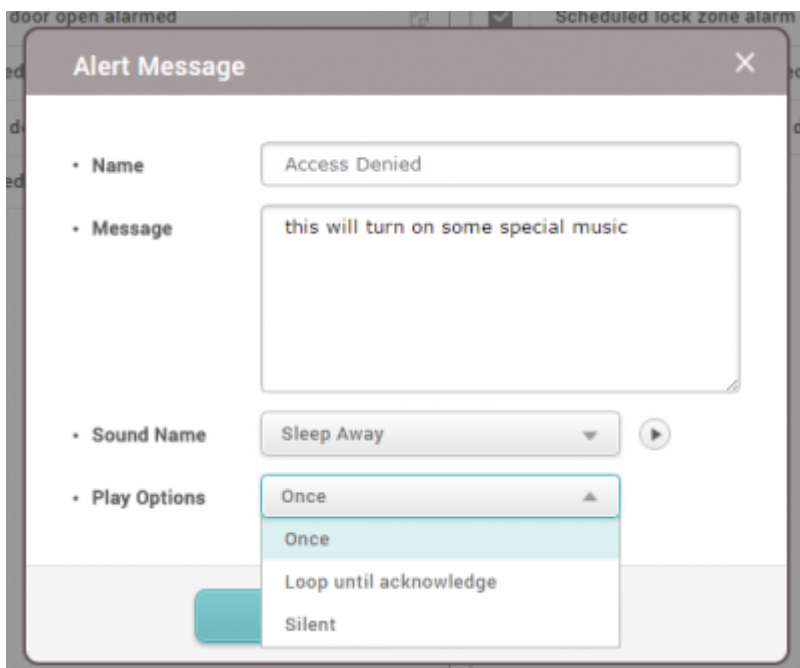 door open alarmed
Scheduled lock zone alarm
Alert Message
• Name
Access Denied
• Message
this will turn on some special music
• Sound Name
Sleep Away
• Play Options
Once
Once
Loop until acknowledge
Silent